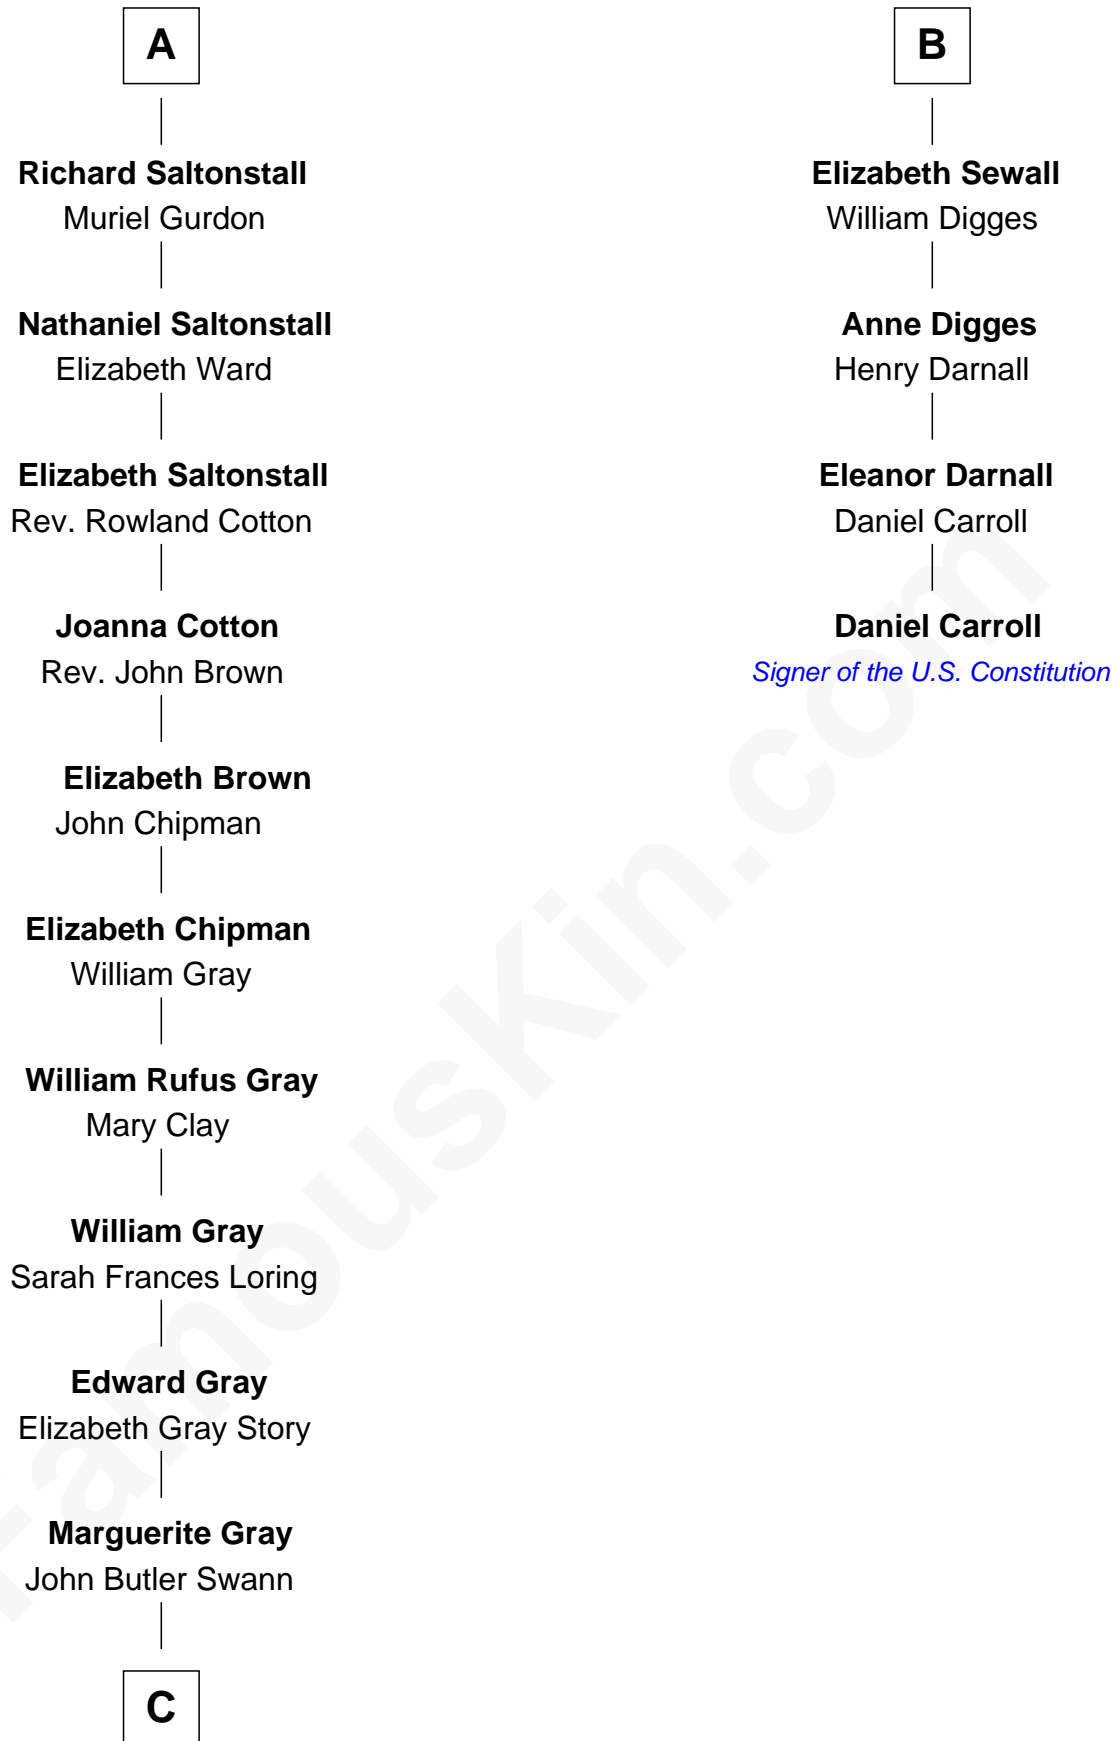 A
Richard Saltonstall
Muriel Gurdon
Nathaniel Saltonstall
Elizabeth Ward
Elizabeth Saltonstall
Rev. Rowland Cotton
Joanna Cotton
Rev. John Brown
Elizabeth Brown
John Chipman
Elizabeth Chipman
William Gray
William Rufus Gray
Mary Clay
William Gray
Sarah Frances Loring
Edward Gray
Elizabeth Gray Story
Marguerite Gray
John Butler Swann
C
B
Elizabeth Sewall
William Digges
Anne Digges
Henry Darnall
Eleanor Darnall
Daniel Carroll
Daniel Carroll
Signer of the U.S. Constitution
FamousKin.com